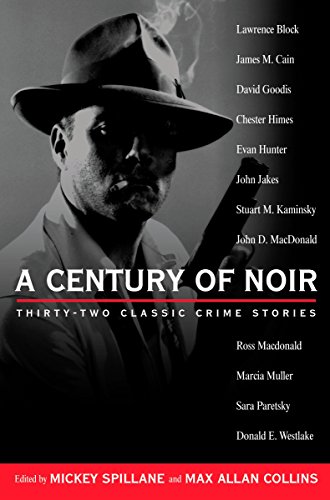 Lawrence Block
James M. Cain
David Goodis
Chester Himes
Evan Hunter
John Jakes
Stuart M. Kaminsky
John D. MacDonald
A CENTURY OF NOIR
THIRTY-TWO CLASSIC CRIME STORIES
Ross Macdonald
Marcia Muller
Sara Paretsky
Donald E. Westlake
Edited by MICKEY SPILLANE and MAX ALLAN COLLINS